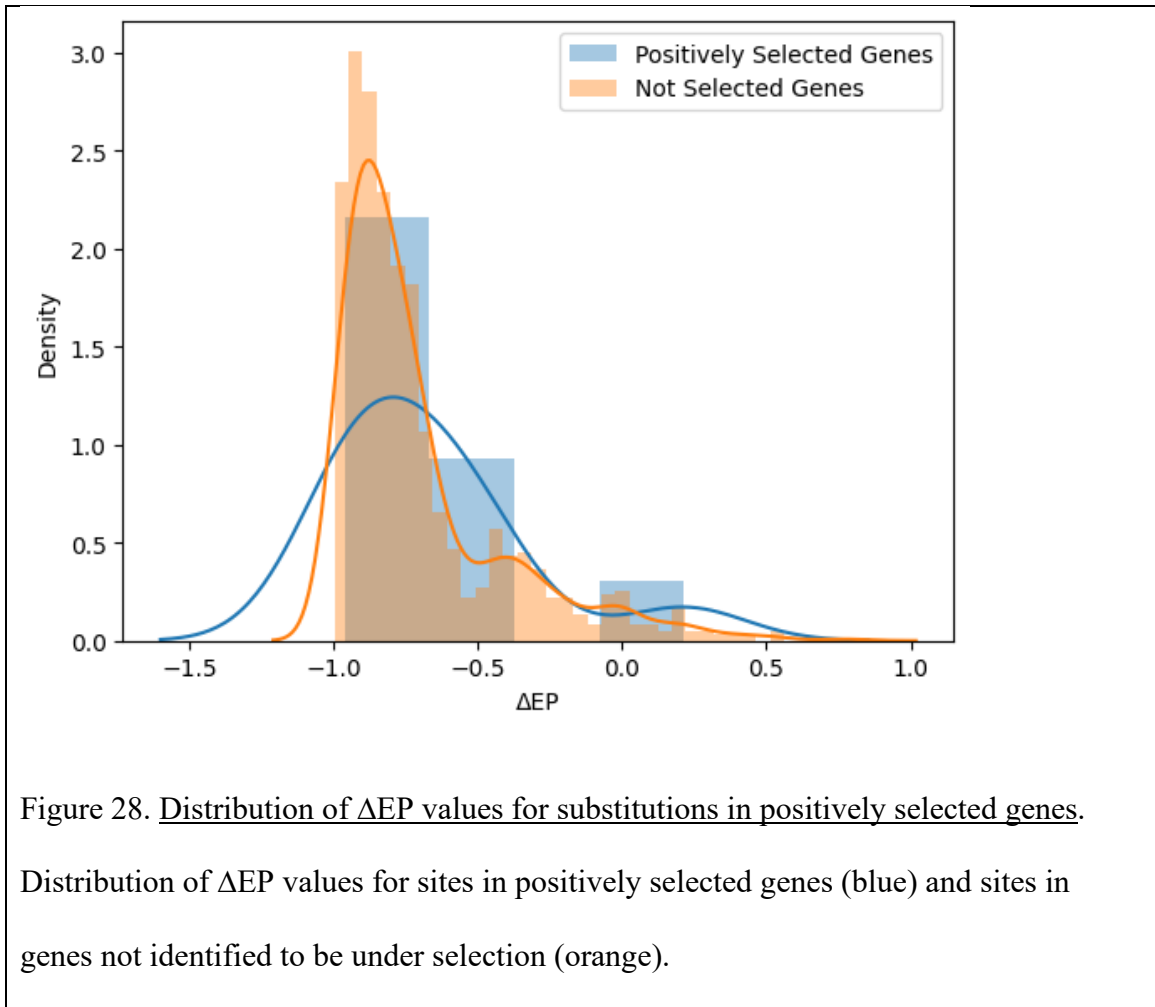 3.0
2.5
2.0
1.5
1.0
0.5
0.0
Density
Positively Selected Genes
Not Selected Genes
−1.5 −1.0 −0.5 0.0 0.5 1.0
ΔEP
Figure 28. Distribution of ΔEP values for substitutions in positively selected genes.
Distribution of ΔEP values for sites in positively selected genes (blue) and sites in
genes not identified to be under selection (orange).